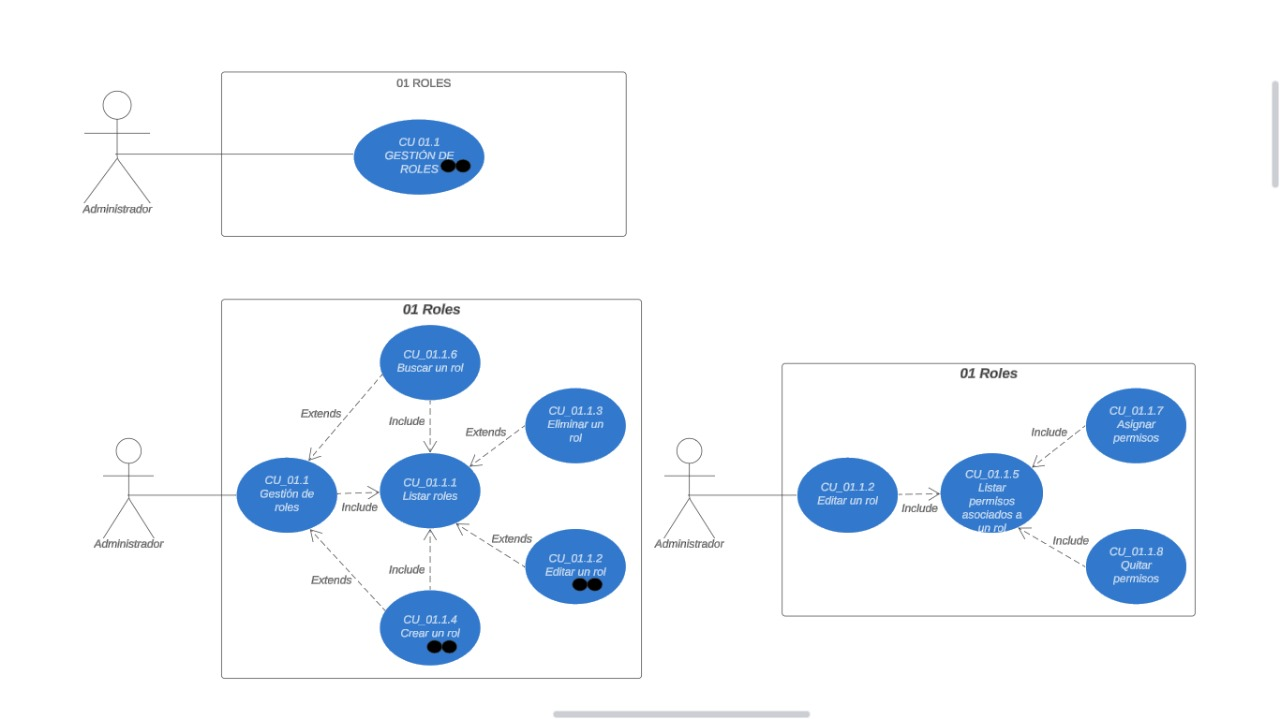 01 ROLES
CU 01.1
GESTIÓN DE
ROLES
Administrador
01 Roles
CU_01.1.6
Buscar un rol
Extends
Include
CU_01.1.3
Eliminar un
rol
Extends
CU_01.1
Gestión de
roles
Include
CU_01.1.1
Listar roles
Administrador
Extends
Include
Extends
CU_01.1.2
Editar un rol
CU_01.1.4
Crear un rol
01 Roles
CU_01.1.7
Asignar
permisos
Include
CU_01.1.2
Editar un rol
Include
CU_01.1.5
Listar
permisos
asociados a
un rol
Administrador
Include
CU_01.1.8
Quitar
permisos